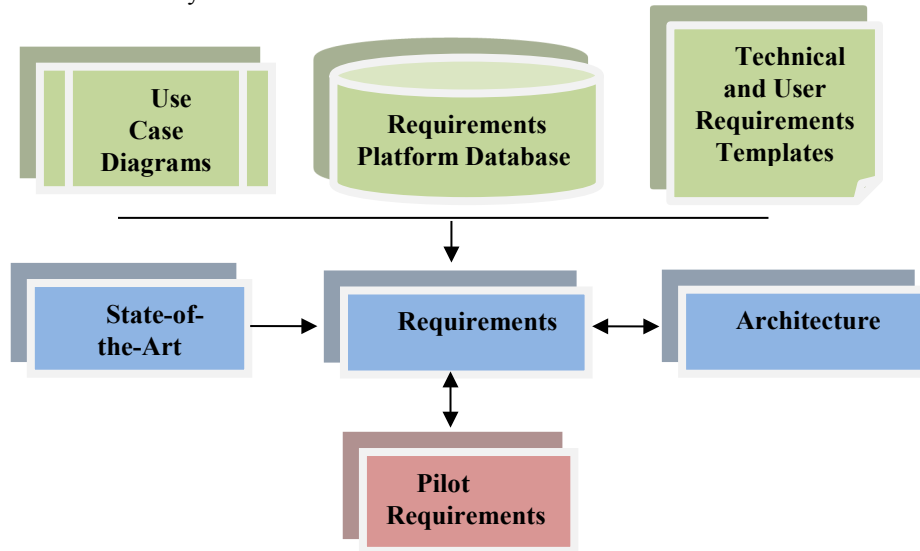 Use
Case
Diagrams
Requirements
Platform Database
Technical
and User
Requirements
Templates
State-of-
the-Art
Requirements
Architecture
Pilot
Requirements